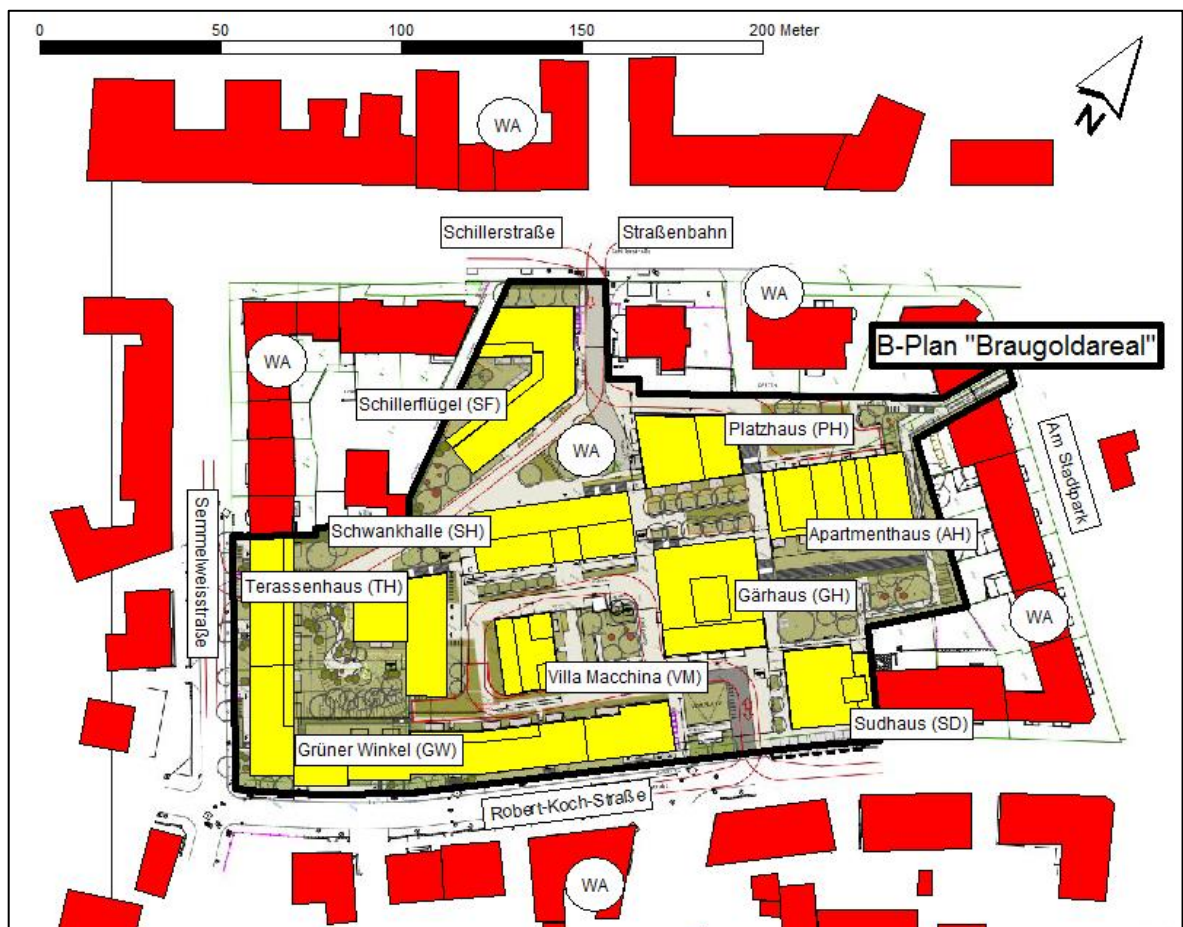 0 50 100 150 200 Meter
N
WA
Schillerstraße
Straßenbahn
WA
B-Plan "Braugoldareal"
WA
Schillerflügel (SF)
Platzhaus (PH)
WA
Am Stadtpark
Semmelweisstraße
Schwankhalle (SH)
Apartmenthaus (AH)
Terassenhaus (TH)
Gärhaus (GH)
WA
Villa Macchina (VM)
Sudhaus (SD)
Grüner Winkel (GW)
Robert-Koch-Straße
WA